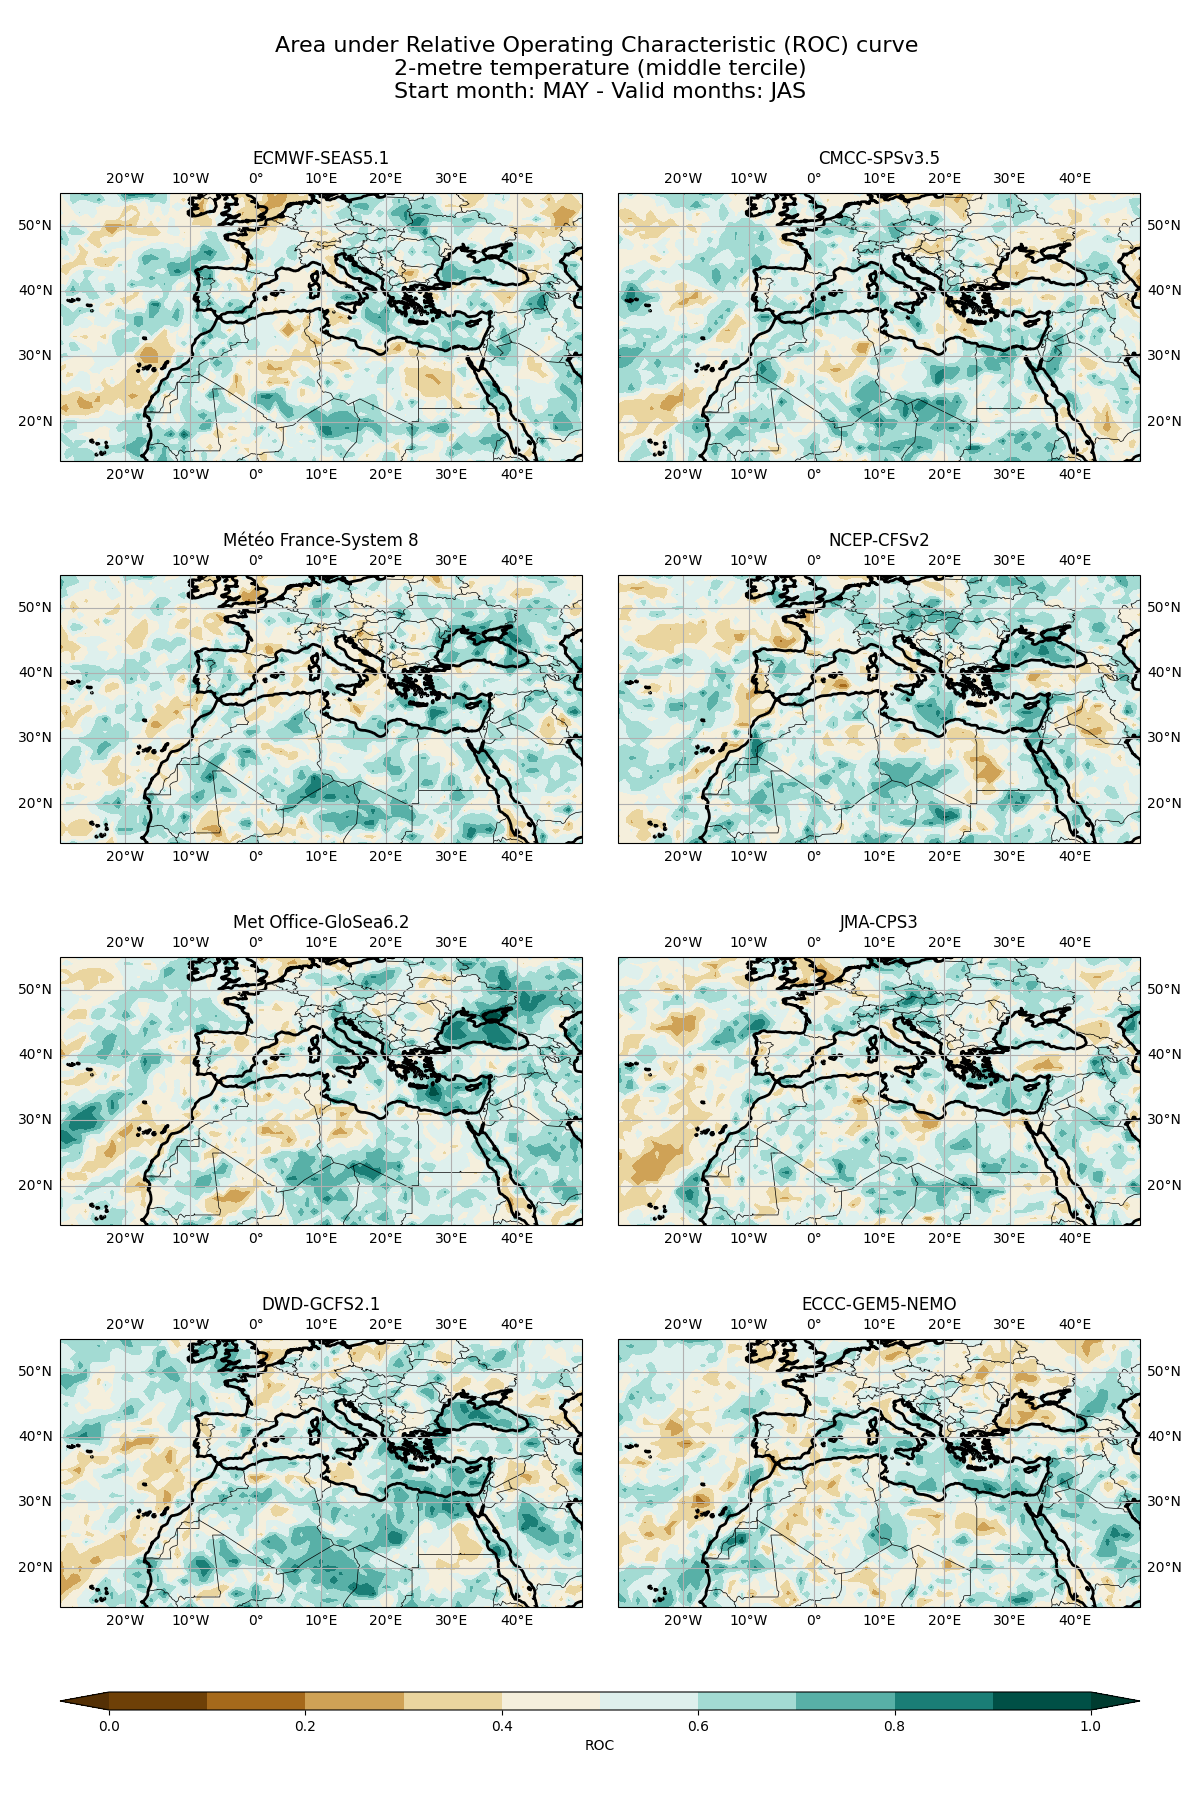 Area under Relative Operating Characteristic (ROC) curve
2-metre temperature (middle tercile)
Start month: MAY - Valid months: JAS
ECMWF-SEAS5.1 CMCC-SPSv3.5
20°W 10°W 0° 10°E 20°E 30°E 40°E 20°W 10°W 0° 10°E 20°E 30°E 40°E
50°N 50°N
40°N 40°N
30°N 30°N
20°N 20°N
20°W 10°W 0° 10°E 20°E 30°E 40°E 20°W 10°W 0° 10°E 20°E 30°E 40°E
Météo France-System 8 NCEP-CFSv2
20°W 10°W 0° 10°E 20°E 30°E 40°E 20°W 10°W 0° 10°E 20°E 30°E 40°E
50°N 50°N
40°N 40°N
30°N 30°N
20°N 20°N
20°W 10°W 0° 10°E 20°E 30°E 40°E 20°W 10°W 0° 10°E 20°E 30°E 40°E
Met Office-GloSea6.2 JMA-CPS3
20°W 10°W 0° 10°E 20°E 30°E 40°E 20°W 10°W 0° 10°E 20°E 30°E 40°E
50°N 50°N
40°N 40°N
30°N 30°N
20°N 20°N
20°W 10°W 0° 10°E 20°E 30°E 40°E 20°W 10°W 0° 10°E 20°E 30°E 40°E
DWD-GCFS2.1 ECCC-GEM5-NEMO
20°W 10°W 0° 10°E 20°E 30°E 40°E 20°W 10°W 0° 10°E 20°E 30°E 40°E
50°N 50°N
40°N 40°N
30°N 30°N
20°N 20°N
20°W 10°W 0° 10°E 20°E 30°E 40°E 20°W 10°W 0° 10°E 20°E 30°E 40°E
0.0 0.2 0.4 0.6 0.8 1.0
ROC